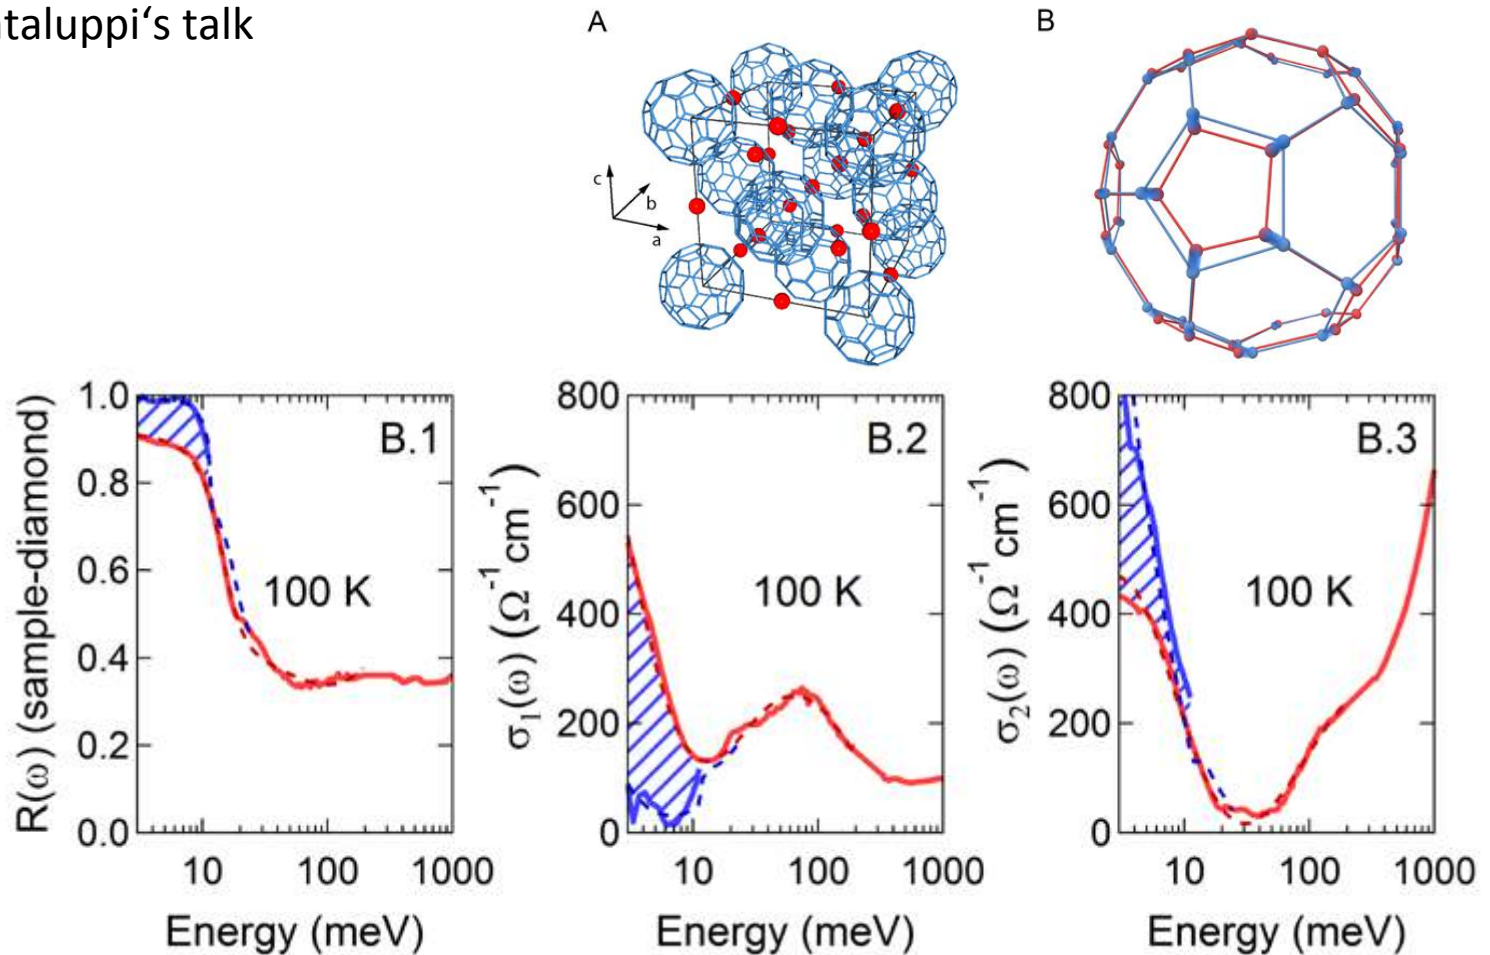 taluppi‘s talk
A
B
c
b
a
R(ω) (sample-diamond)
1.0
0.8
0.6
0.4
0.2
0.0
B.1
100 K
10
100
1000
Energy (meV)
σ₁(ω) (Ω⁻¹cm⁻¹)
800
600
400
200
0
B.2
100 K
10
100
1000
Energy (meV)
σ₂(ω) (Ω⁻¹cm⁻¹)
800
600
400
200
0
B.3
100 K
10
100
1000
Energy (meV)